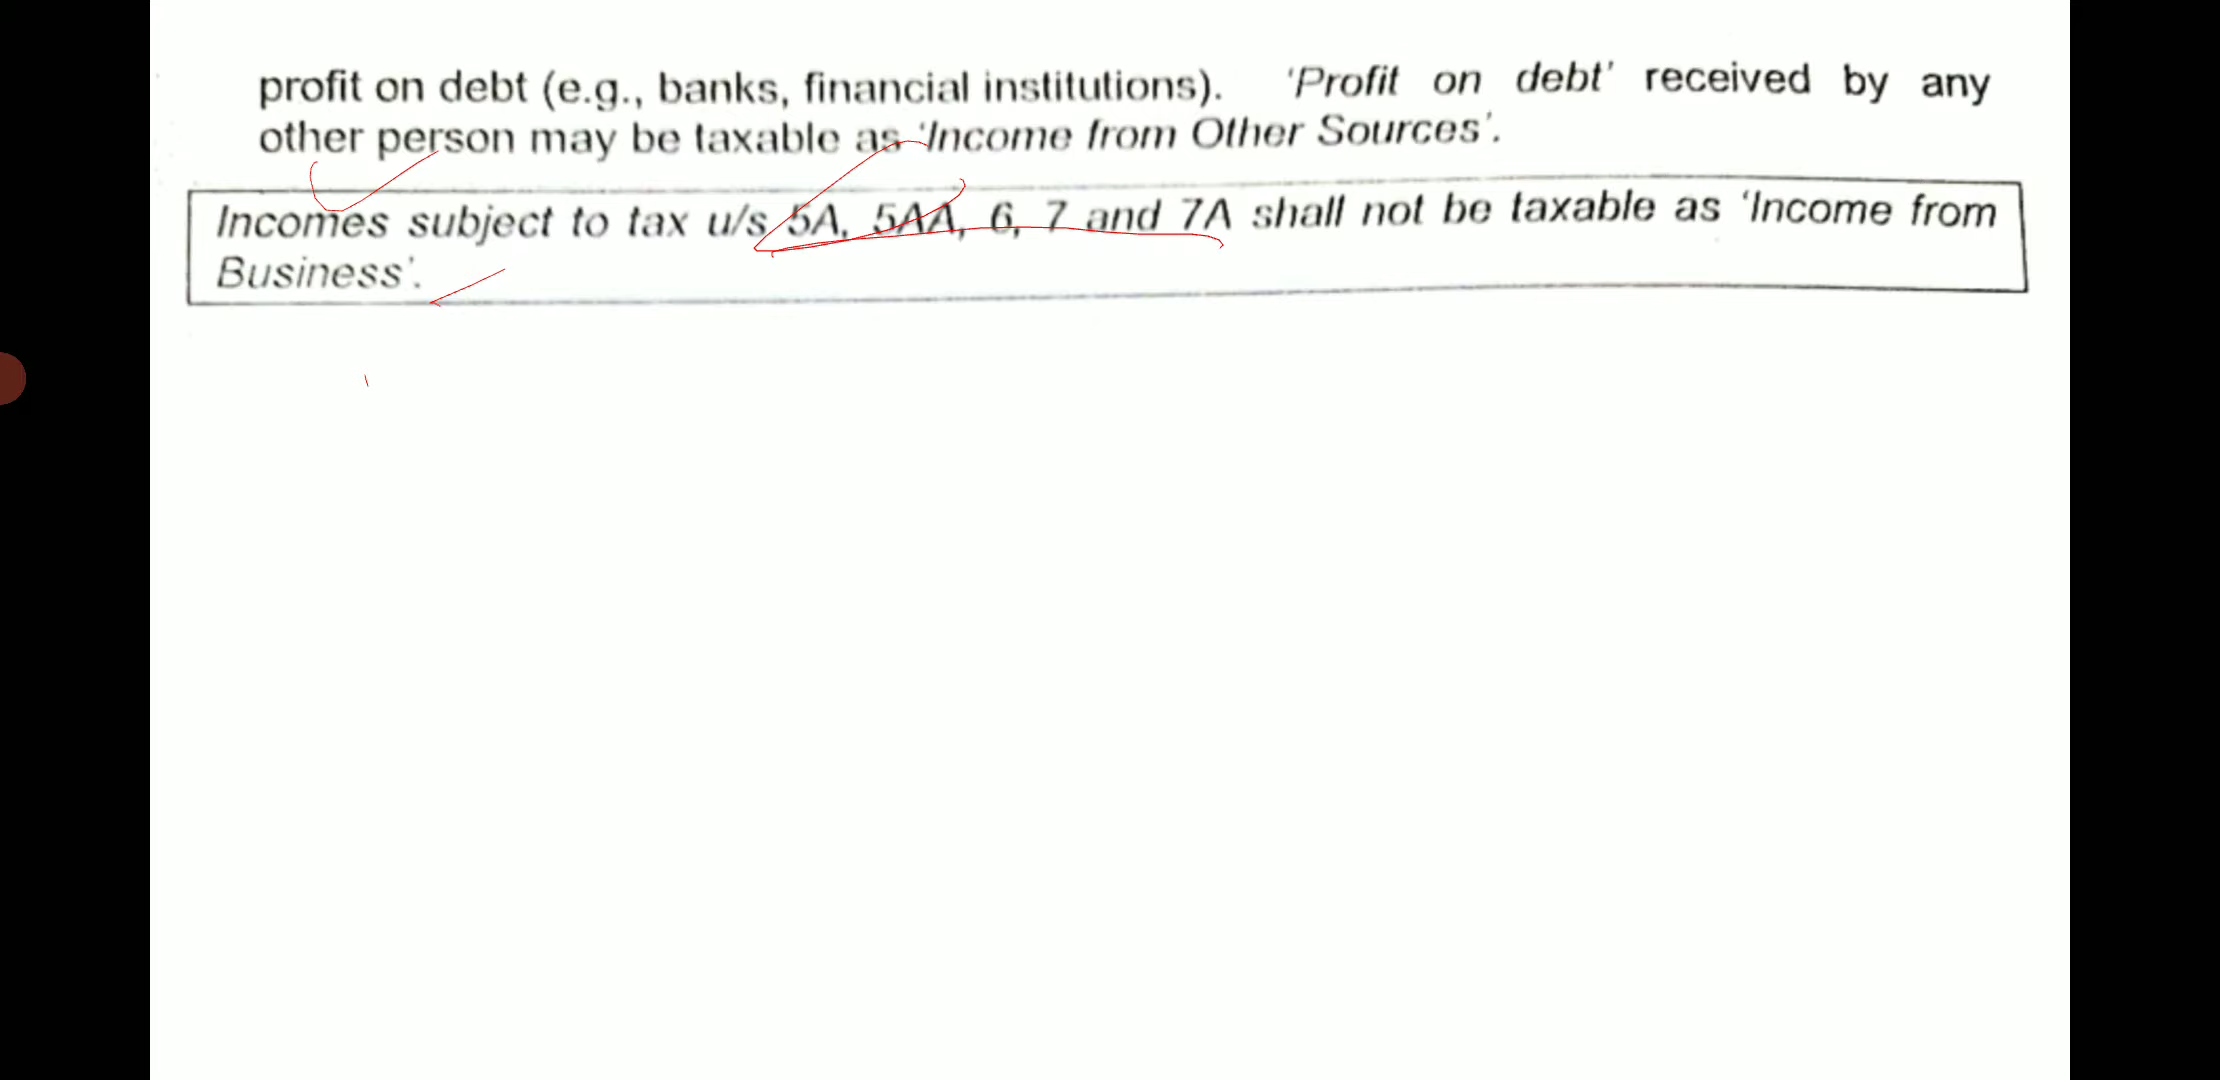 profit on debt (e.g., banks, financial institutions). 'Profit on debt' received by any
other person may be taxable as 'Income from Other Sources'.
Incomes subject to tax u/s 5A, 5AA, 6, 7 and 7A shall not be taxable as 'Income from
Business'.